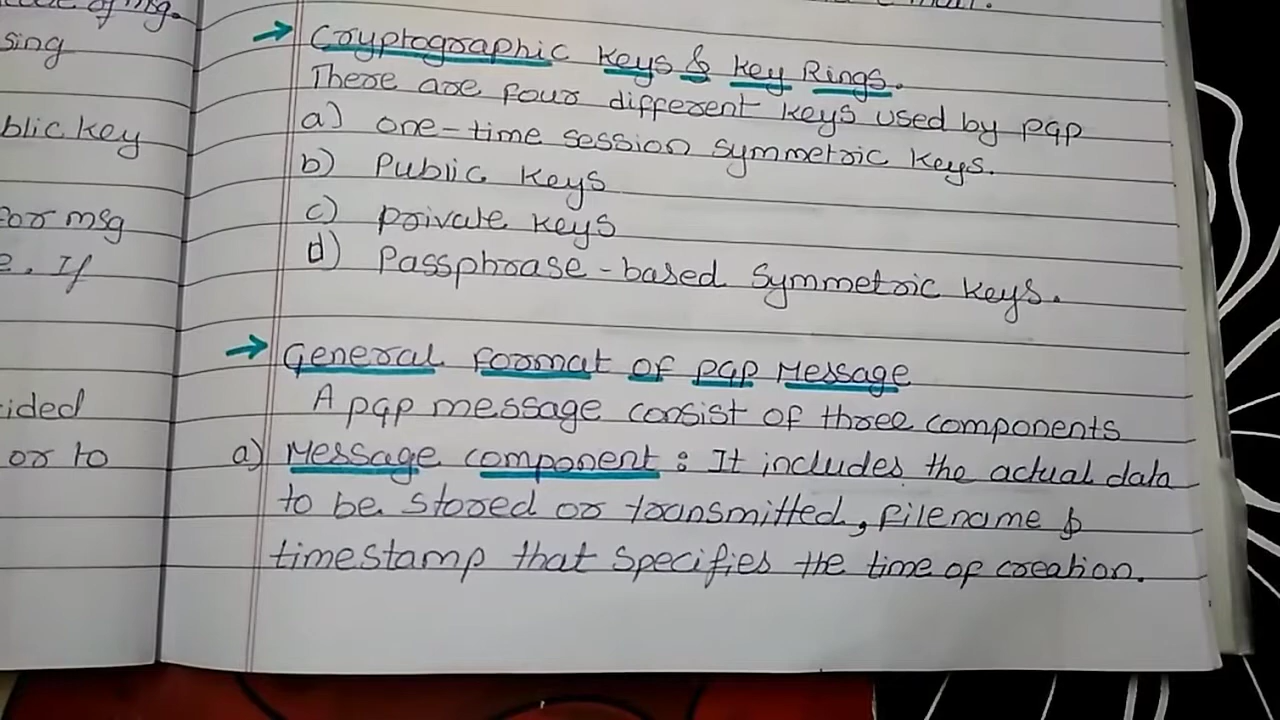 of msg.
sing
blic key
for msg
e. If
ided
or to
→ Cryptographic Keys & Key Rings.
There are four different keys used by PGP
a) one-time session symmetric keys.
b) Public keys
c) private keys
d) Passphrase-based symmetric keys.
→ General Format of PGP Message
A PGP message consist of three components
a) Message component : It includes the actual data
to be stored or transmitted, filename &
timestamp that specifies the time of creation.